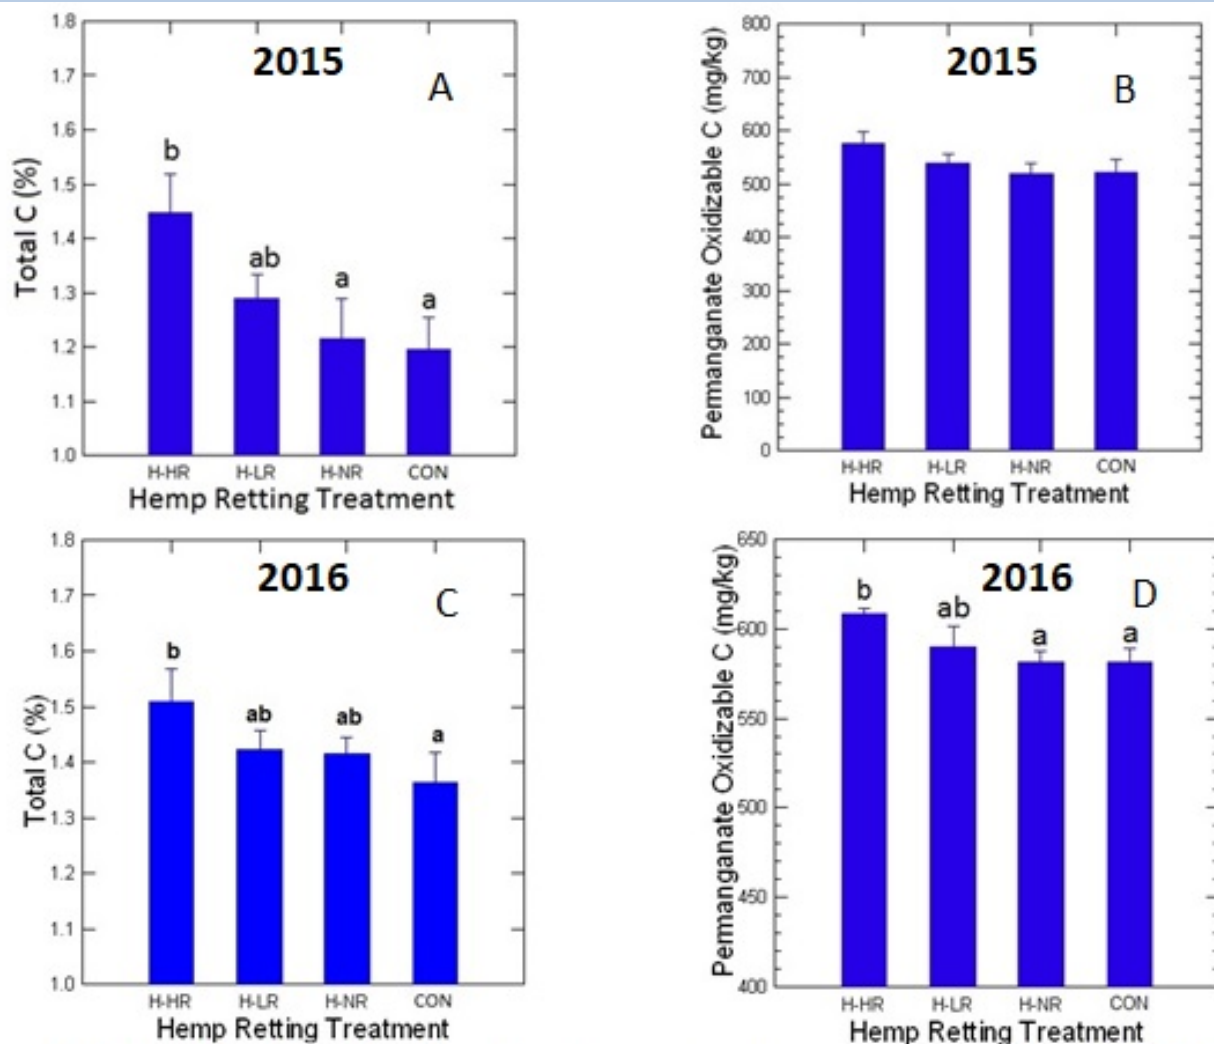 2015
A
Total C (%)
1.8
1.7
1.6
1.5
1.4
1.3
1.2
1.1
1.0
b
ab
a
a
H-HR H-LR H-NR CON
Hemp Retting Treatment
2015
B
Permanganate Oxidizable C (mg/kg)
800
700
600
500
400
300
200
100
0
H-HR H-LR H-NR CON
Hemp Retting Treatment
2016
C
Total C (%)
1.8
1.7
1.6
1.5
1.4
1.3
1.2
1.1
1.0
b
ab
ab
a
H-HR H-LR H-NR CON
Hemp Retting Treatment
2016
D
Permanganate Oxidizable C (mg/kg)
650
600
550
500
450
400
b
ab
a
a
H-HR H-LR H-NR CON
Hemp Retting Treatment